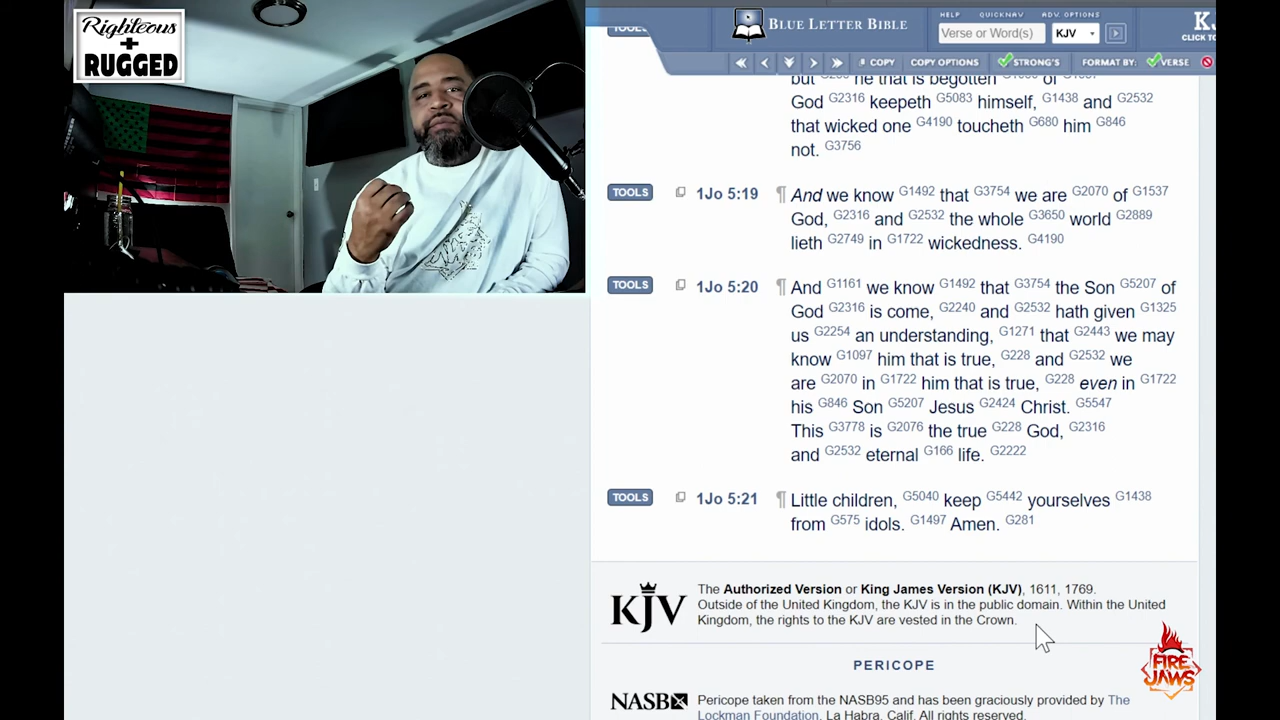 Righteous
+
RUGGED
TOOLS
BLUE LETTER BIBLE
HELP QUICKNAV ADV. OPTIONS
Verse or Word(s) KJV
CLICK TO
COPY COPY OPTIONS STRONG'S FORMAT BY: VERSE
but he that is begotten of
God G2316 keepeth G5083 himself, G1438 and G2532
that wicked one G4190 toucheth G680 him G846
not. G3756
TOOLS 1Jo 5:19 ¶ And we know G1492 that G3754 we are G2070 of G1537
God, G2316 and G2532 the whole G3650 world G2889
lieth G2749 in G1722 wickedness. G4190
TOOLS 1Jo 5:20 ¶ And G1161 we know G1492 that G3754 the Son G5207 of
God G2316 is come, G2240 and G2532 hath given G1325
us G2254 an understanding, G1271 that G2443 we may
know G1097 him that is true, G228 and G2532 we
are G2070 in G1722 him that is true, G228 even in G1722
his G846 Son G5207 Jesus G2424 Christ. G5547
This G3778 is G2076 the true G228 God, G2316
and G2532 eternal G166 life. G2222
TOOLS 1Jo 5:21 ¶ Little children, G5040 keep G5442 yourselves G1438
from G575 idols. G1497 Amen. G281
KJV
The Authorized Version or King James Version (KJV), 1611, 1769.
Outside of the United Kingdom, the KJV is in the public domain. Within the United
Kingdom, the rights to the KJV are vested in the Crown.
PERICOPE
FIRE
JAWS
NASB
Pericope taken from the NASB95 and has been graciously provided by The
Lockman Foundation, La Habra, Calif. All rights reserved.